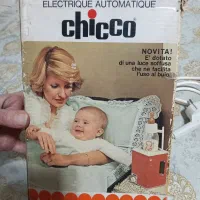 ELECTRIQUE AUTOMATIQUE
chicco
NOVITA!
E' dotato
di una luce soffusa
che ne facilita
l'uso al buio